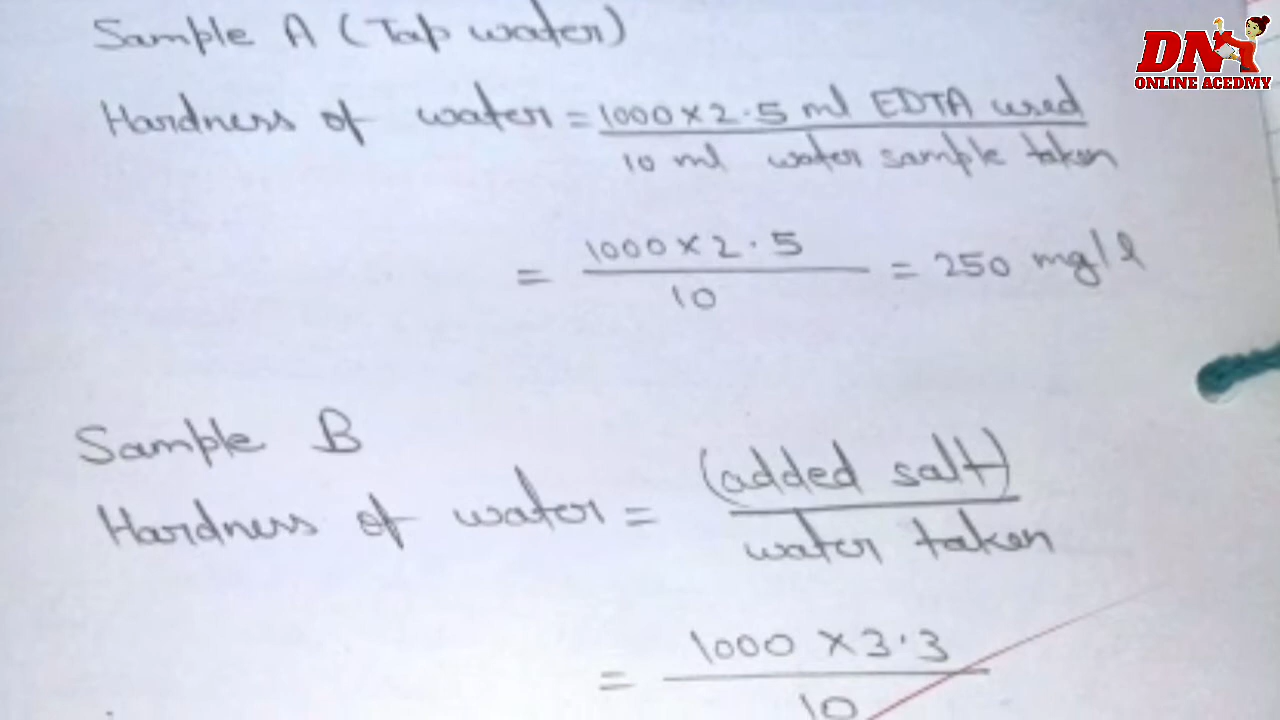 DN
ONLINE ACEDMY
Sample A (Tap water)
Hardness of water = 1000 × 2.5 ml EDTA used
10 ml water sample taken
= 1000 × 2.5
10
= 250 mg/l
Sample B
Hardness of water = (added salt)
water taken
= 1000 × 3.3
10